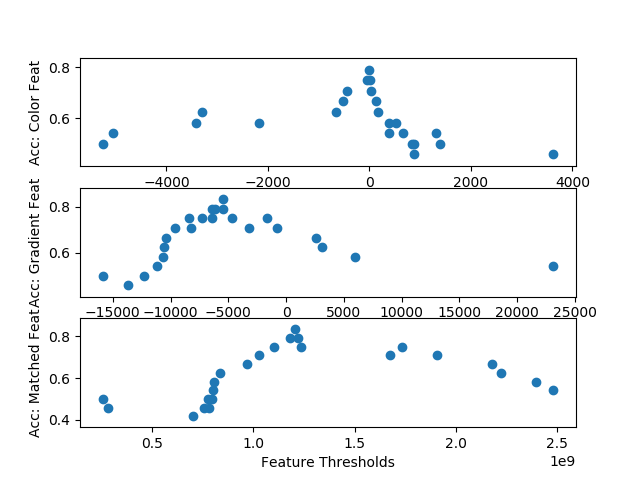 Acc: Color Feat
0.8
0.6
−4000 −2000 0 2000 4000
Acc: Gradient Feat
0.8
0.6
−15000 −10000 −5000 0 5000 10000 15000 20000 25000
Acc: Matched Feat
0.8
0.6
0.4
0.5 1.0 1.5 2.0 2.5
Feature Thresholds
1e9